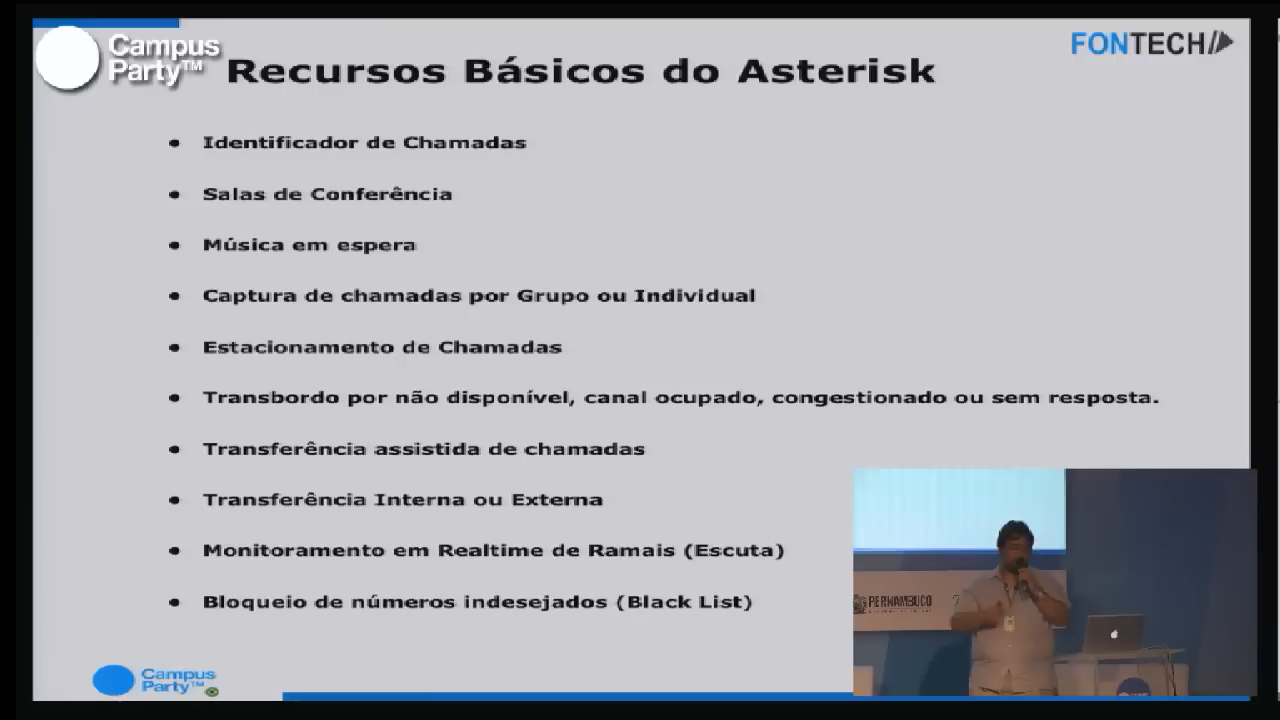 Campus
Party™
FONTECH
Recursos Básicos do Asterisk
• Identificador de Chamadas
• Salas de Conferência
• Música em espera
• Captura de chamadas por Grupo ou Individual
• Estacionamento de Chamadas
• Transbordo por não disponível, canal ocupado, congestionado ou sem resposta.
• Transferência assistida de chamadas
• Transferência Interna ou Externa
• Monitoramento em Realtime de Ramais (Escuta)
• Bloqueio de números indesejados (Black List)
PERNAMBUCO
Campus
Party™